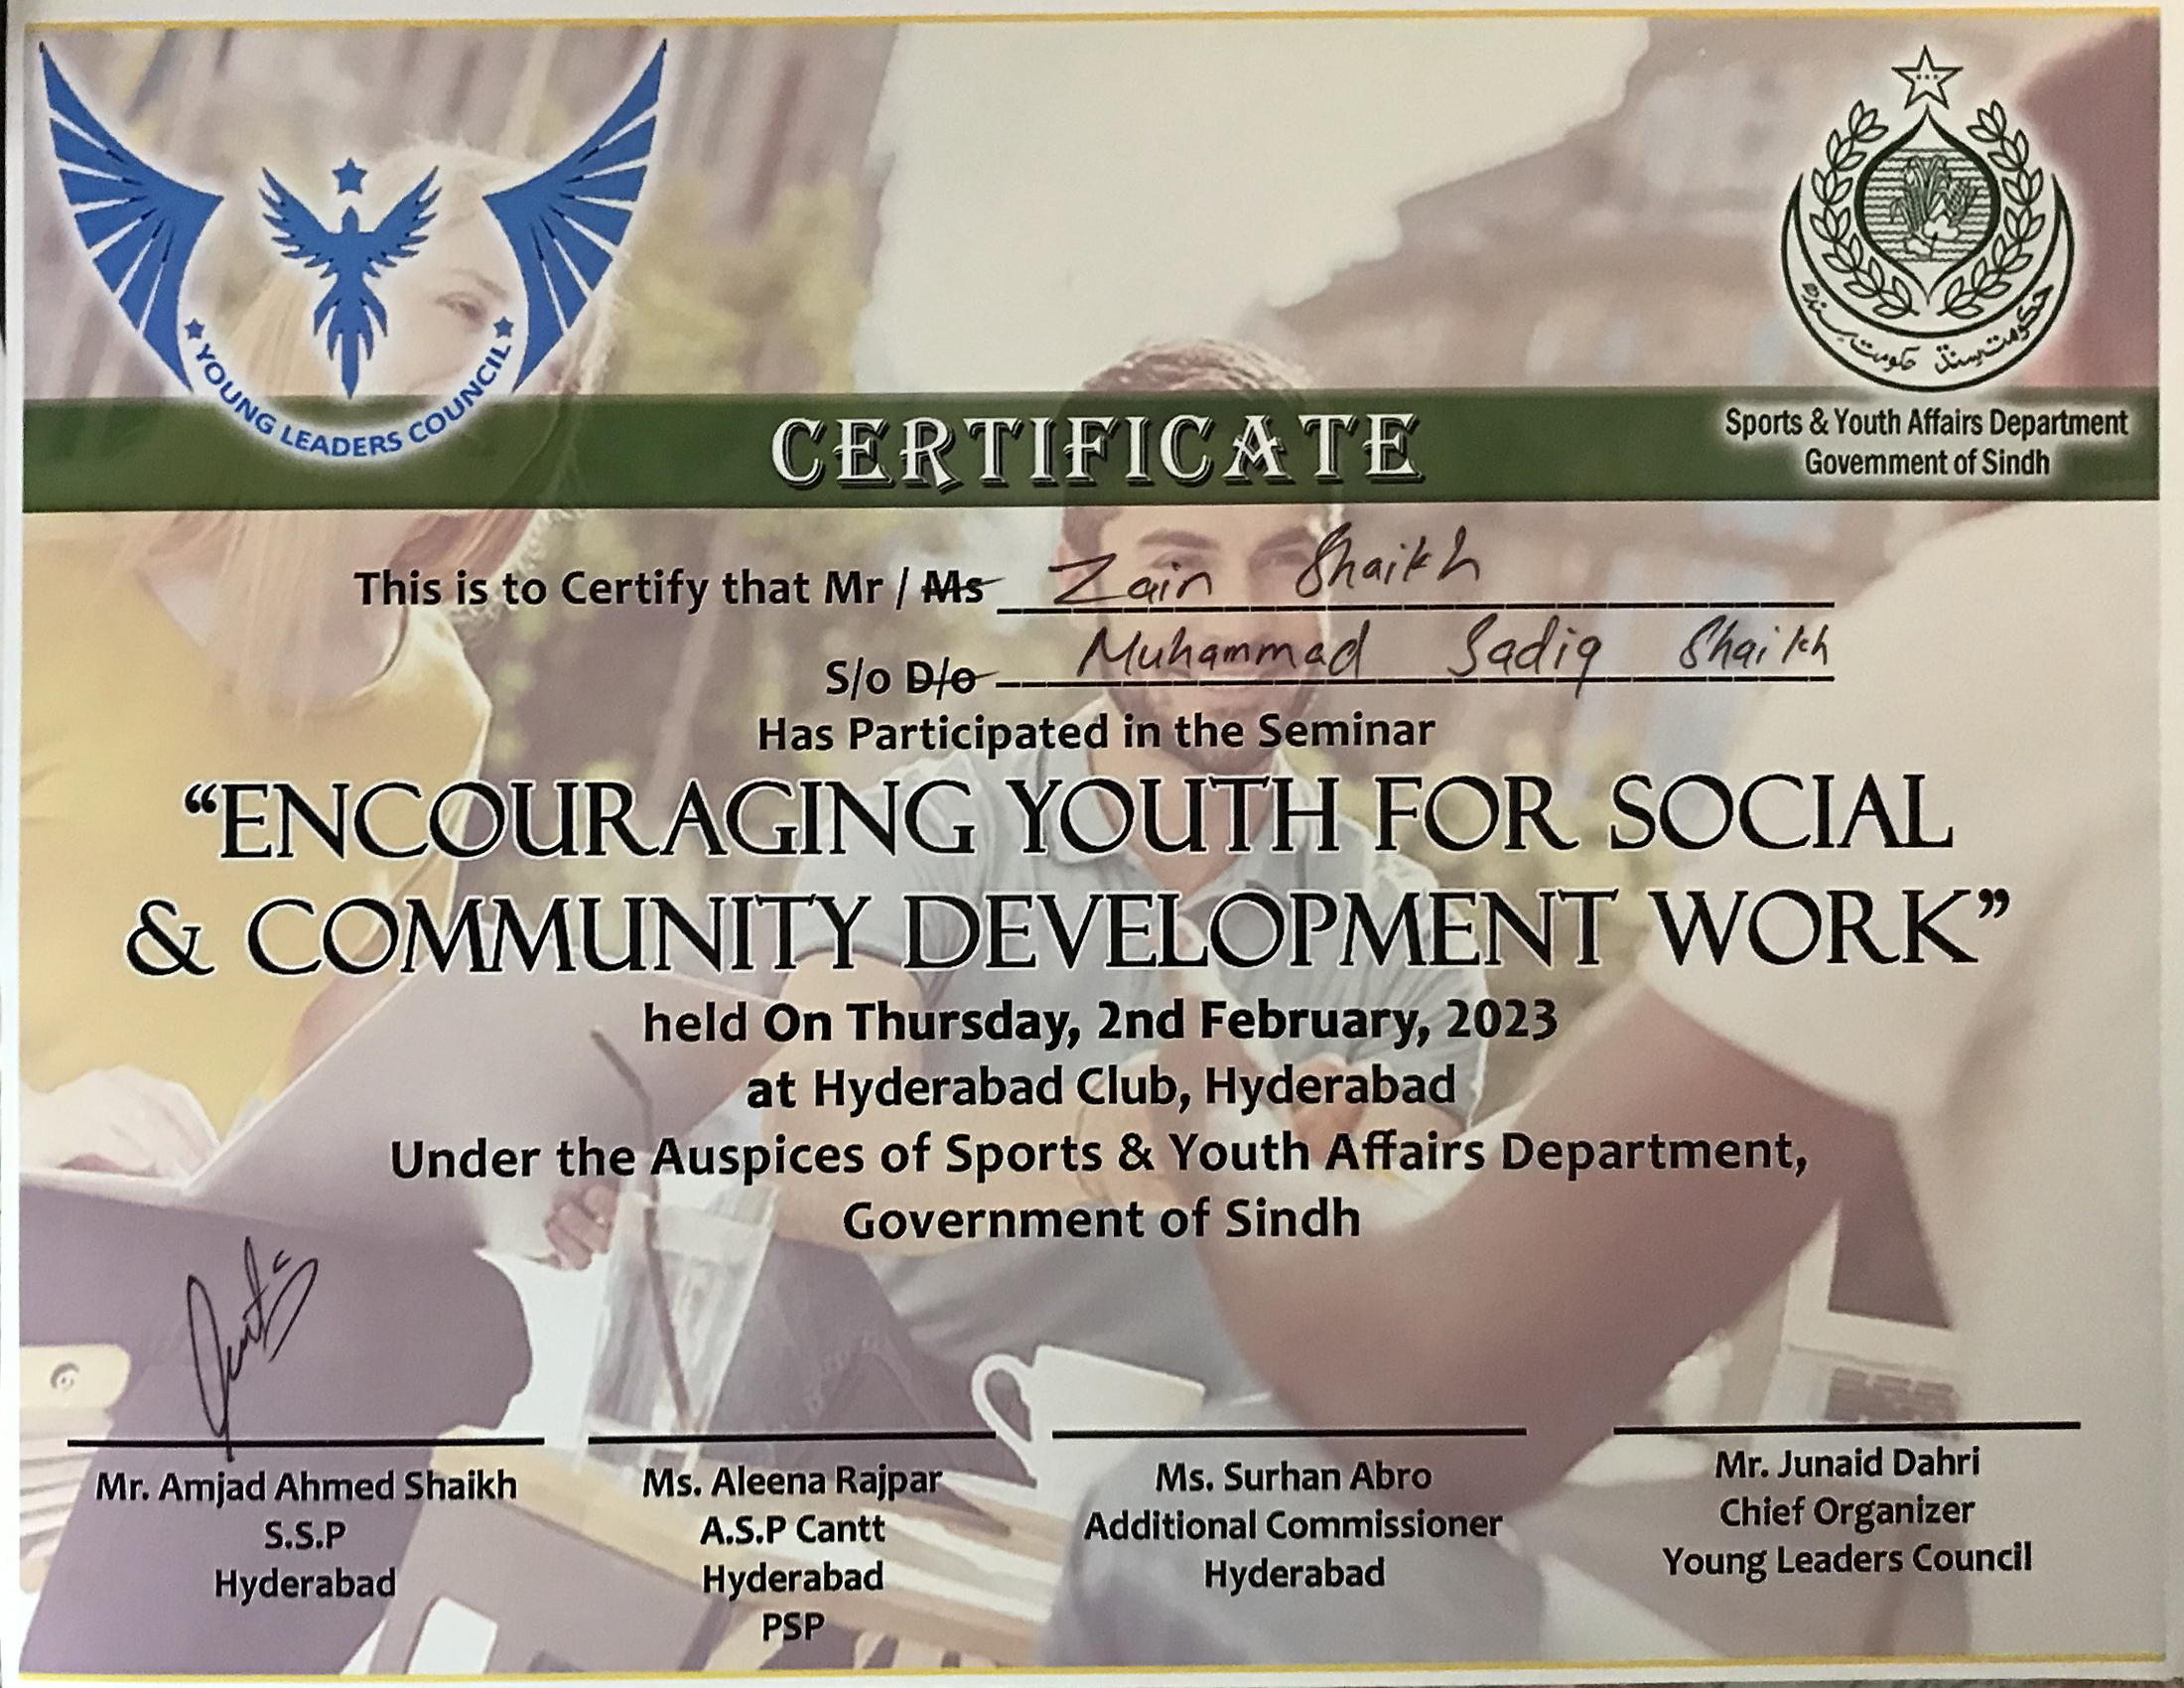 YOUNG LEADERS COUNCIL
حکومت سندھ حڪومت سنڌ
Sports & Youth Affairs Department
Government of Sindh
CERTIFICATE
This is to Certify that Mr / Ms Zain Shaikh
S/o D/o Muhammad Sadiq Shaikh
Has Participated in the Seminar
“ENCOURAGING YOUTH FOR SOCIAL
& COMMUNITY DEVELOPMENT WORK”
held On Thursday, 2nd February, 2023
at Hyderabad Club, Hyderabad
Under the Auspices of Sports & Youth Affairs Department,
Government of Sindh
Mr. Amjad Ahmed Shaikh
S.S.P
Hyderabad
Ms. Aleena Rajpar
A.S.P Cantt
Hyderabad
PSP
Ms. Surhan Abro
Additional Commissioner
Hyderabad
Mr. Junaid Dahri
Chief Organizer
Young Leaders Council